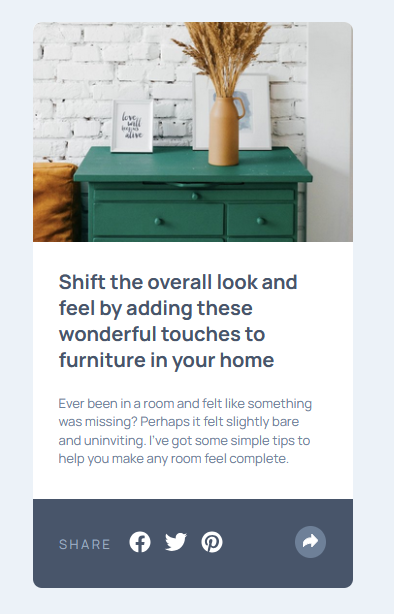 love
will
keep us
alive
Shift the overall look and
feel by adding these
wonderful touches to
furniture in your home
Ever been in a room and felt like something
was missing? Perhaps it felt slightly bare
and uninviting. I've got some simple tips to
help you make any room feel complete.
SHARE